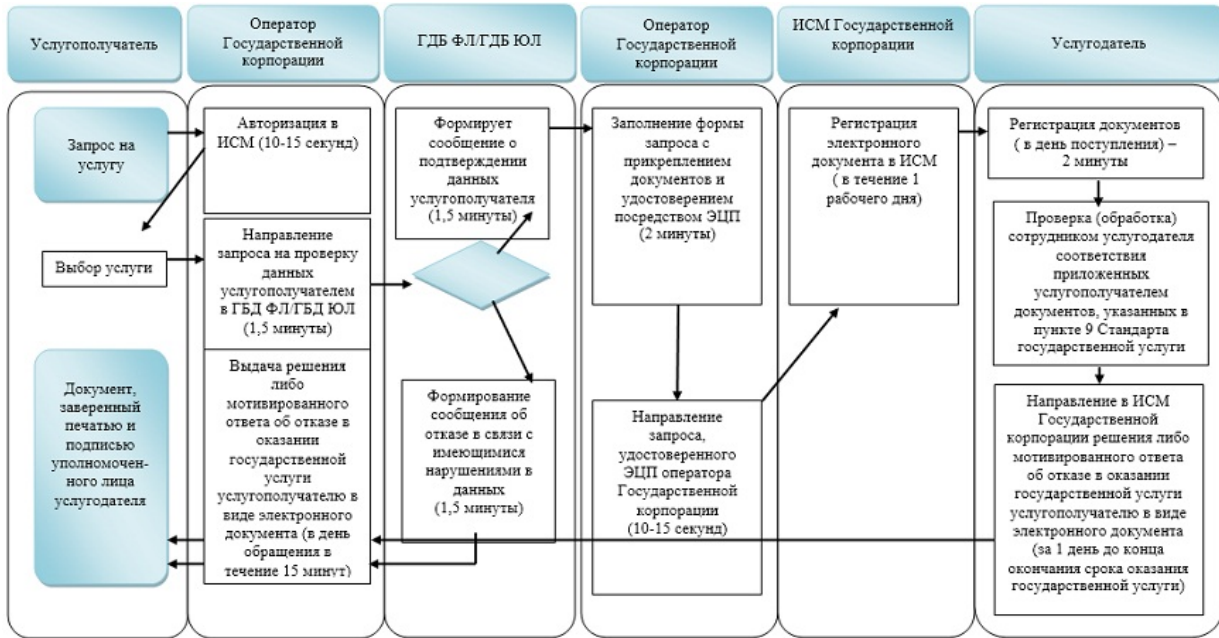 Услугополучатель
Оператор
Государственной
корпорации
ГДБ ФЛ/ГДБ ЮЛ
Оператор
Государственной
корпорации
ИСМ Государственной
корпорации
Услугодатель
Запрос на
услугу
Выбор услуги
Документ,
заверенный
печатью и
подписью
уполномочен-
ного лица
услугодателя
Авторизация в
ИСМ (10-15 секунд)
Направление
запроса на проверку
данных
услугополучателем
в ГБД ФЛ/ГБД ЮЛ
(1,5 минуты)
Выдача решения
либо
мотивированного
ответа об отказе в
оказании
государственной
услуги
услугополучателю в
виде электронного
документа (в день
обращения в
течение 15 минут)
Формирует
сообщение о
подтверждении
данных
услугополучателя
(1,5 минуты)
Формирование
сообщения об
отказе в связи с
имеющимися
нарушениями в
данных
(1,5 минуты)
Заполнение формы
запроса с
прикреплением
документов и
удостоверением
посредством ЭЦП
(2 минуты)
Направление
запроса,
удостоверенного
ЭЦП оператора
Государственной
корпорации
(10-15 секунд)
Регистрация
электронного
документа в ИСМ
( в течение 1
рабочего дня)
Регистрация документов
( в день поступления) –
2 минуты
Проверка (обработка)
сотрудником услугодателя
соответствия
приложенных
услугополучателем
документов, указанных в
пункте 9 Стандарта
государственной услуги
Направление в ИСМ
Государственной
корпорации решения либо
мотивированного ответа
об отказе в оказании
государственной услуги
услугополучателю в виде
электронного документа
(за 1 день до конца
окончания срока оказания
государственной услуги)